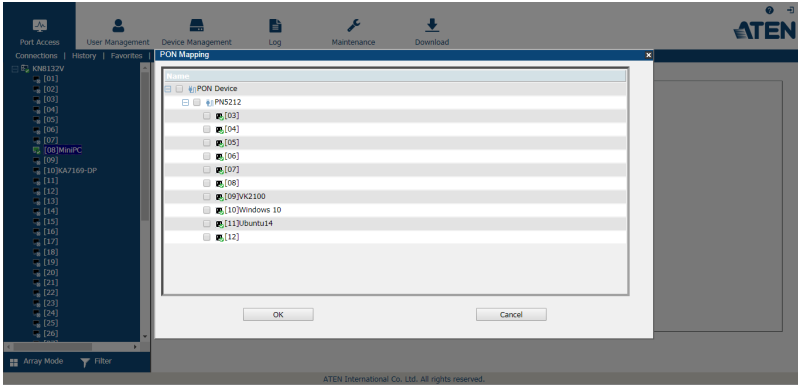 ATEN
Port Access
User Management
Device Management
Log
Maintenance
Download
Connections | History | Favorites |
PON Mapping
KN8132V
[01]
[02]
[03]
[04]
[05]
[06]
[07]
[08]MiniPC
[09]
[10]KA7169-DP
[11]
[12]
[13]
[14]
[15]
[16]
[17]
[18]
[19]
[20]
[21]
[22]
[23]
[24]
[25]
[26]
Array Mode
Filter
Name
PON Device
PN5212
[03]
[04]
[05]
[06]
[07]
[08]
[09]VK2100
[10]Windows 10
[11]Ubuntu14
[12]
OK
Cancel
ATEN International Co. Ltd. All rights reserved.